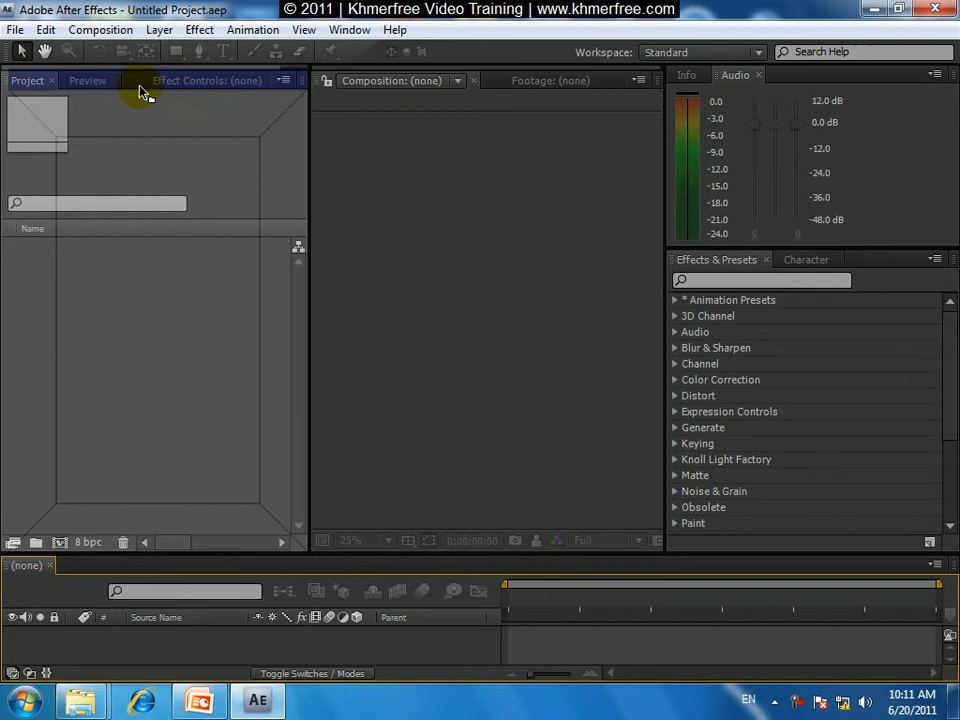 Adobe After Effects - Untitled Project.aep
© 2011 | Khmerfree Video Training | www.khmerfree.com
File Edit Composition Layer Effect Animation View Window Help
Workspace: Standard Search Help
Project Preview Effect Controls: (none)
Composition: (none) Footage: (none)
Info Audio
0.0
-3.0
-6.0
-9.0
-12.0
-15.0
-18.0
-21.0
-24.0
12.0 dB
0.0 dB
-12.0
-24.0
-36.0
-48.0 dB
0 0
Name
Effects & Presets Character
* Animation Presets
3D Channel
Audio
Blur & Sharpen
Channel
Color Correction
Distort
Expression Controls
Generate
Keying
Knoll Light Factory
Matte
Noise & Grain
Obsolete
Paint
8 bpc
25% 0:00:00:00 Full
(none)
# Source Name Parent
Toggle Switches / Modes
Ae
EN
10:11 AM
6/20/2011